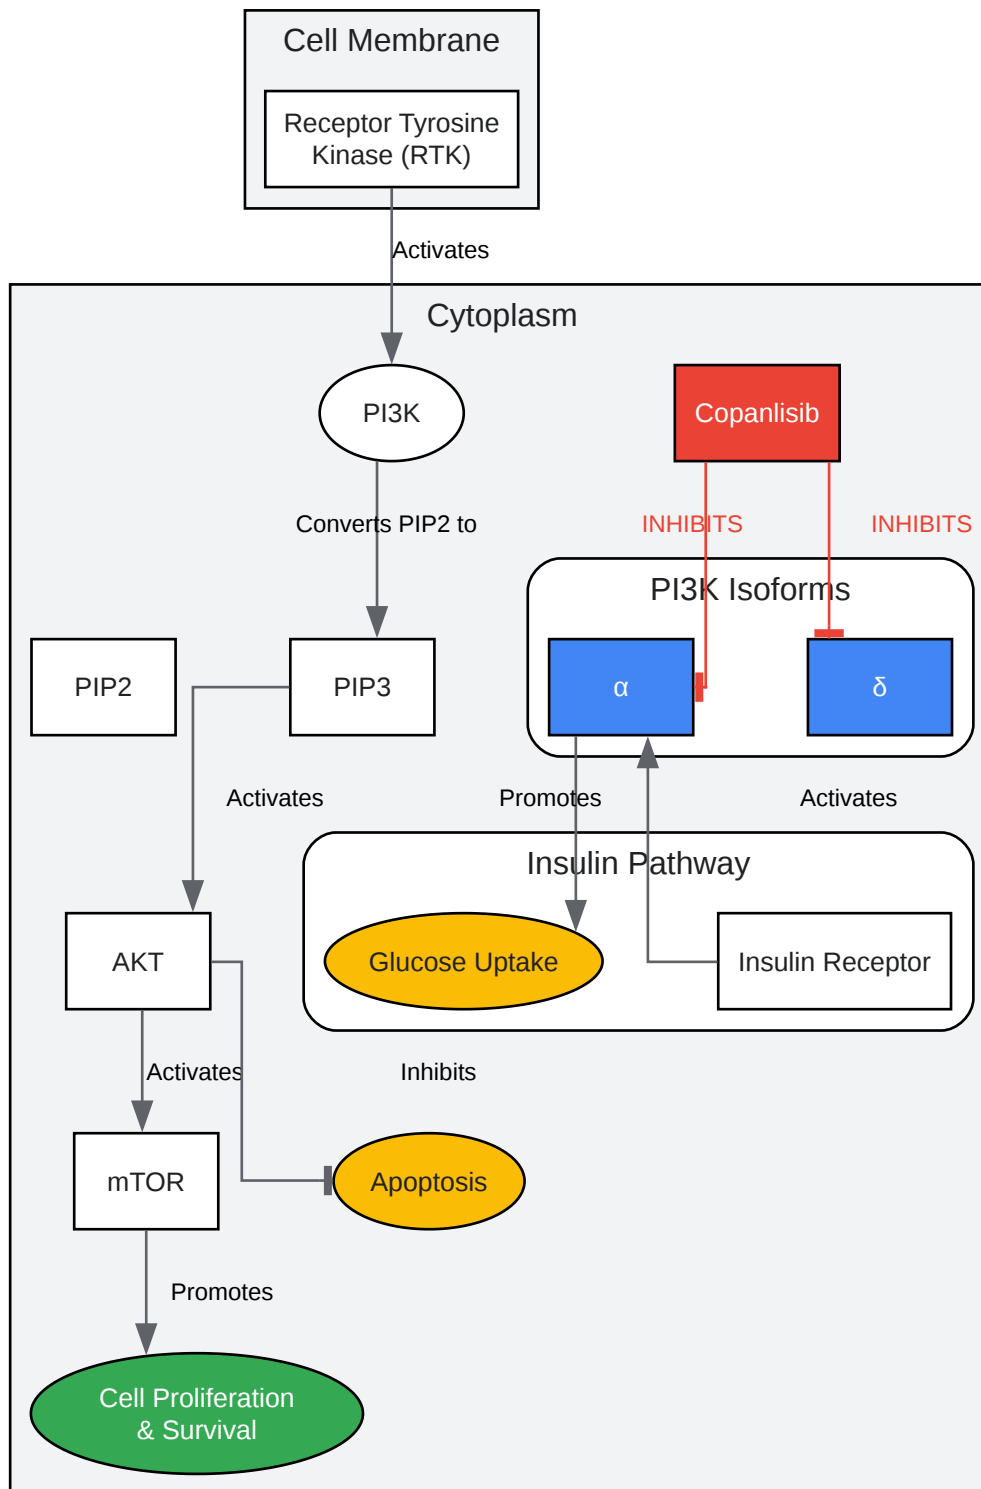 Cell Membrane
Receptor Tyrosine
Kinase (RTK)
Activates
Cytoplasm
PI3K
Copanlisib
Converts PIP2 to
INHIBITS
INHIBITS
PI3K Isoforms
PIP2
PIP3
α
δ
Activates
Promotes
Activates
Insulin Pathway
AKT
Glucose Uptake
Insulin Receptor
Activates
Inhibits
mTOR
Apoptosis
Promotes
Cell Proliferation
& Survival